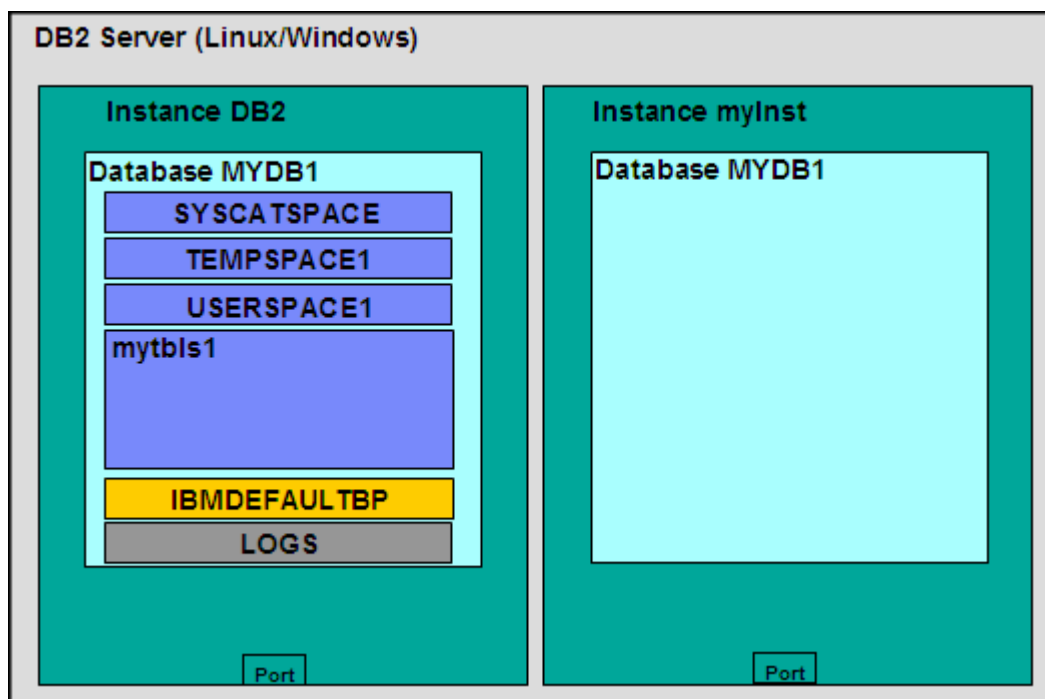 DB2 Server (Linux/Windows)
Instance DB2
Database MYDB1
SYSCATSPACE
TEMPSPACE1
USERSPACE1
mytbls1
IBMDEFAULTBP
LOGS
Port
Instance myInst
Database MYDB1
Port